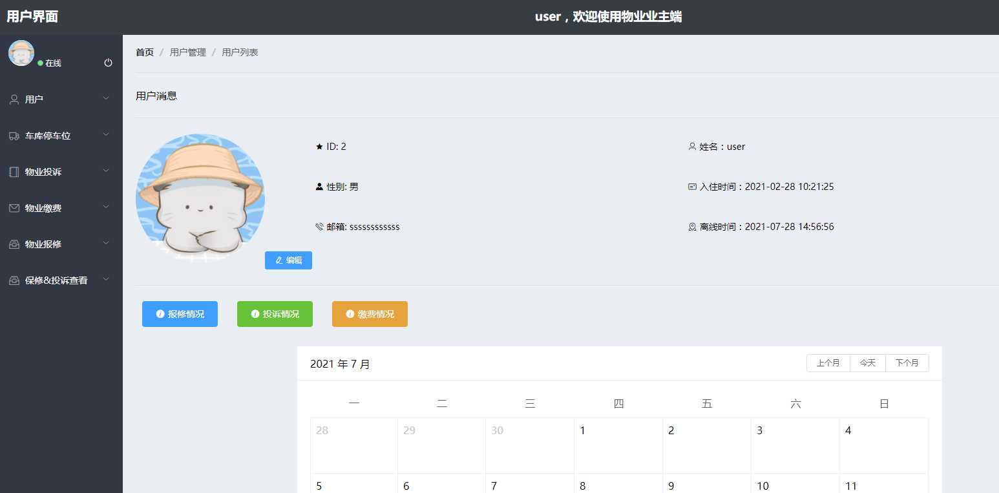 用户界面
user，欢迎使用物业业主端
在线
用户
车库停车位
物业投诉
物业缴费
物业报修
保修&投诉查看
首页 / 用户管理 / 用户列表
用户消息
ID: 2
姓名：user
性别: 男
入住时间：2021-02-28 10:21:25
邮箱: ssssssssssss
离线时间：2021-07-28 14:56:56
编辑
报修情况
投诉情况
缴费情况
2021 年 7 月
上个月 今天 下个月
一 二 三 四 五 六 日
28 29 30 1 2 3 4
5 6 7 8 9 10 11